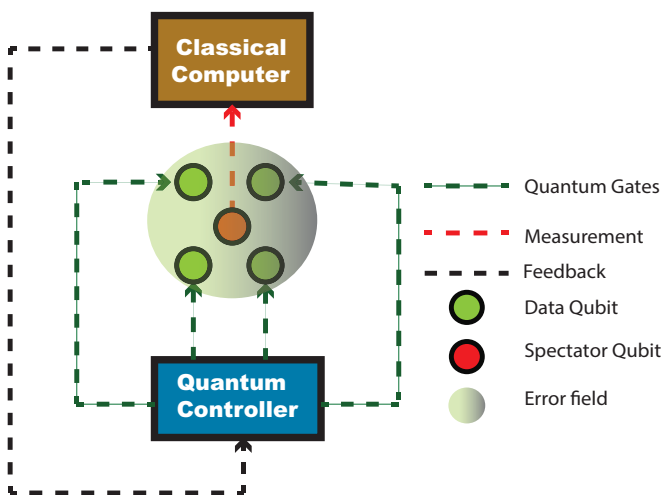 Classical
Computer
Quantum
Controller
Quantum Gates
Measurement
Feedback
Data Qubit
Spectator Qubit
Error field